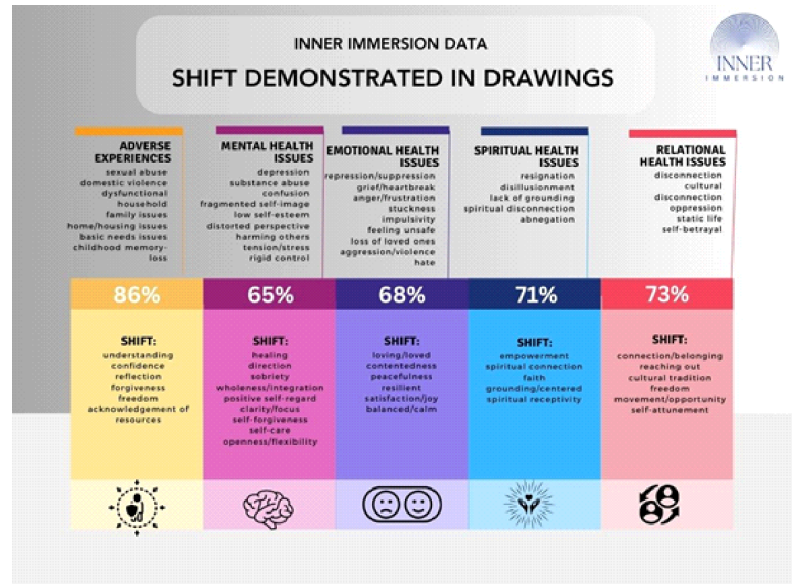 INNER IMMERSION DATA
SHIFT DEMONSTRATED IN DRAWINGS
INNER
IMMERSION
ADVERSE
EXPERIENCES
sexual abuse
domestic violence
dysfunctional
household
family issues
home/housing issues
basic needs issues
childhood memory-
loss
MENTAL HEALTH
ISSUES
depression
substance abuse
confusion
fragmented self-image
low self-esteem
distorted perspective
harming others
tension/stress
rigid control
EMOTIONAL HEALTH
ISSUES
repression/suppression
grief/heartbreak
anger/frustration
stuckness
impulsivity
feeling unsafe
loss of loved ones
aggression/violence
hate
SPIRITUAL HEALTH
ISSUES
resignation
disillusionment
lack of grounding
spiritual disconnection
abnegation
RELATIONAL
HEALTH ISSUES
disconnection
cultural
disconnection
oppression
static life
self-betrayal
86%
65%
68%
71%
73%
SHIFT:
understanding
confidence
reflection
forgiveness
freedom
acknowledgement of
resources
SHIFT:
healing
direction
sobriety
wholeness/integration
positive self-regard
clarity/focus
self-forgiveness
self-care
openness/flexibility
SHIFT:
loving/loved
contentedness
peacefulness
resilient
satisfaction/joy
balanced/calm
SHIFT:
empowerment
spiritual connection
faith
grounding/centered
spiritual receptivity
SHIFT:
connection/belonging
reaching out
cultural tradition
freedom
movement/opportunity
self-attunement